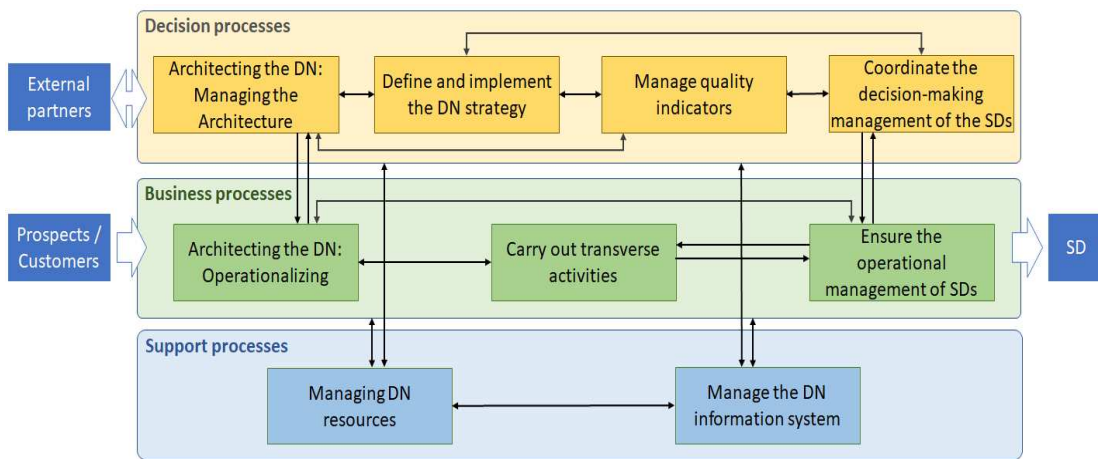 Decision processes
External
partners
Architecting the DN:
Managing the
Architecture
Define and implement
the DN strategy
Manage quality
indicators
Coordinate the
decision-making
management of the SDs
Business processes
Prospects /
Customers
Architecting the DN:
Operationalizing
Carry out transverse
activities
Ensure the
operational
management of SDs
SD
Support processes
Managing DN
resources
Manage the DN
information system